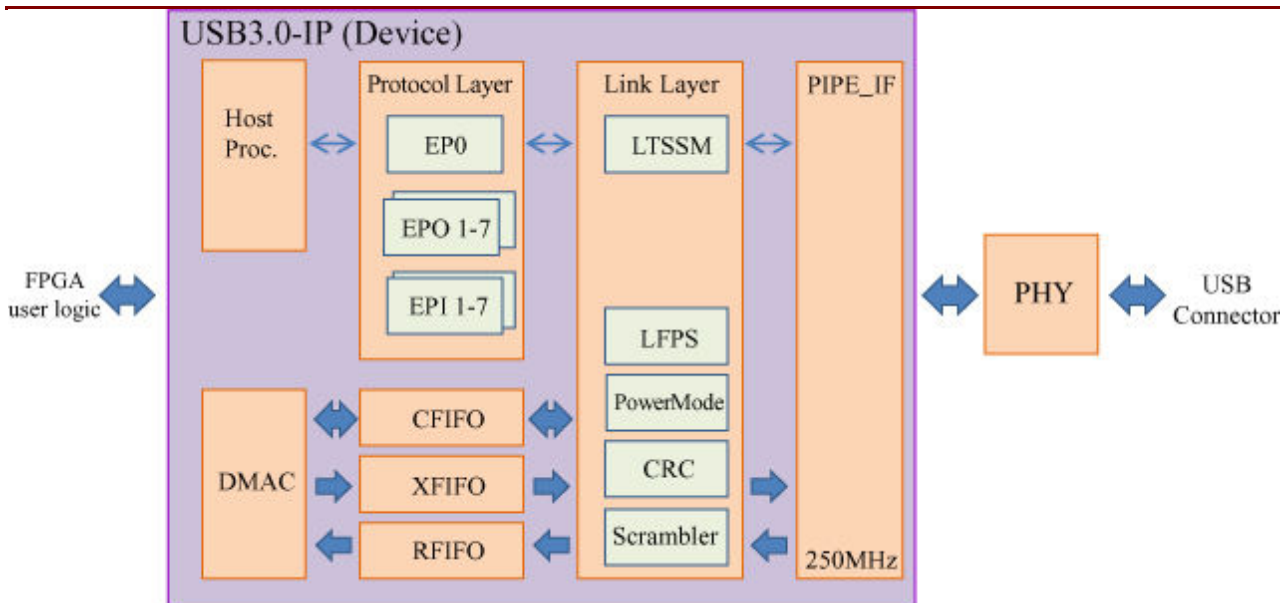 USB3.0-IP (Device)
Host
Proc.
Protocol Layer
EP0
EPO 1-7
EPI 1-7
Link Layer
LTSSM
LFPS
PowerMode
CRC
Scrambler
PIPE_IF
250MHz
DMAC
CFIFO
XFIFO
RFIFO
FPGA
user logic
PHY
USB
Connector